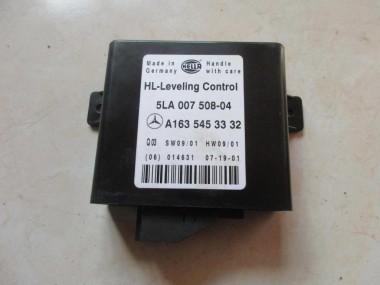 Made in Germany HELLA Handle with care
HL-Leveling Control
5LA 007 508-04
A163 545 33 32
Q03 SW09/01 HW09/01
(06) 014631 07-19-01